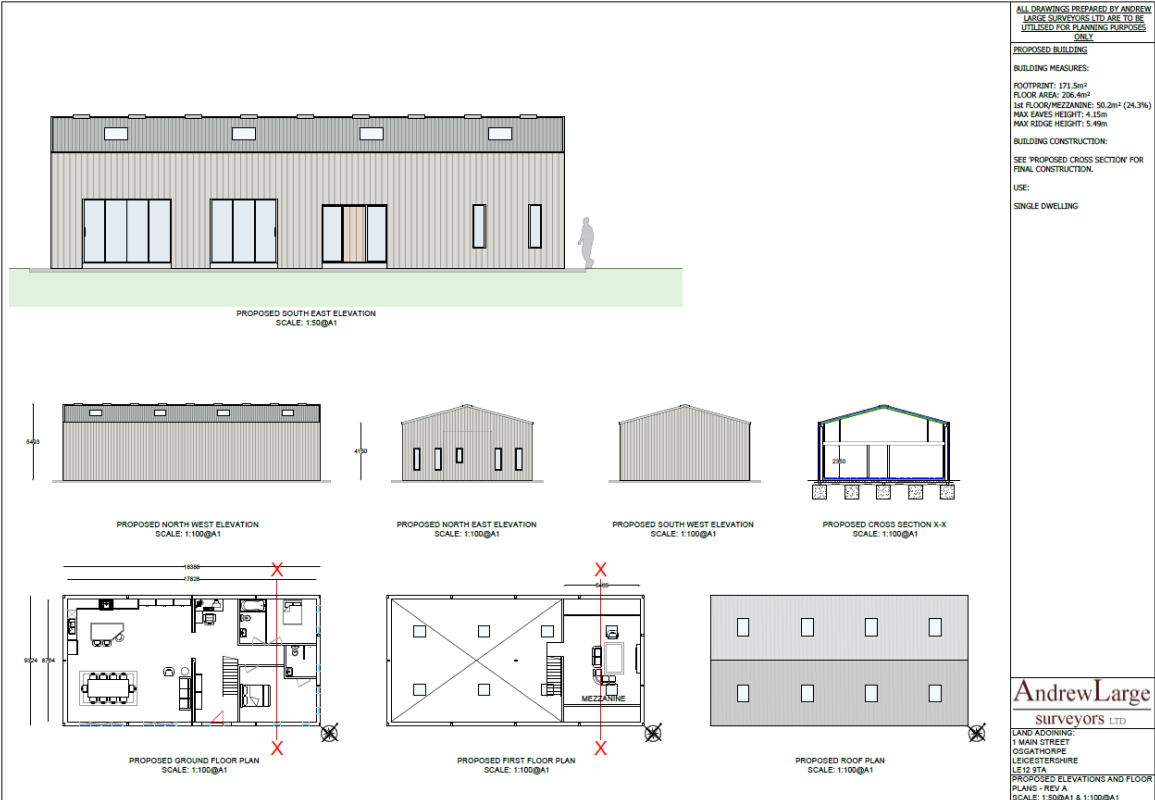 ALL DRAWINGS PREPARED BY ANDREW
LARGE SURVEYORS LTD ARE TO BE
UTILISED FOR PLANNING PURPOSES
ONLY
PROPOSED BUILDING
BUILDING MEASURES:
FOOTPRINT: 171.5m²
FLOOR AREA: 206.4m²
1st FLOOR/MEZZANINE: 50.2m² (24.3%)
MAX EAVES HEIGHT: 4.15m
MAX RIDGE HEIGHT: 5.49m
BUILDING CONSTRUCTION:
SEE 'PROPOSED CROSS SECTION' FOR
FINAL CONSTRUCTION.
USE:
SINGLE DWELLING
PROPOSED SOUTH EAST ELEVATION
SCALE: 1:50@A1
4150
PROPOSED NORTH WEST ELEVATION
SCALE: 1:100@A1
PROPOSED NORTH EAST ELEVATION
SCALE: 1:100@A1
PROPOSED SOUTH WEST ELEVATION
SCALE: 1:100@A1
PROPOSED CROSS SECTION X-X
SCALE: 1:100@A1
X
X
X
X
MEZZANINE
PROPOSED GROUND FLOOR PLAN
SCALE: 1:100@A1
PROPOSED FIRST FLOOR PLAN
SCALE: 1:100@A1
PROPOSED ROOF PLAN
SCALE: 1:100@A1
AndrewLarge
surveyors LTD
LAND ADOINING:
1 MAIN STREET
OSGATHORPE
LEICESTERSHIRE
LE12 9TA
PROPOSED ELEVATIONS AND FLOOR
PLANS - REV A
SCALE: 1:50@A1 & 1:100@A1